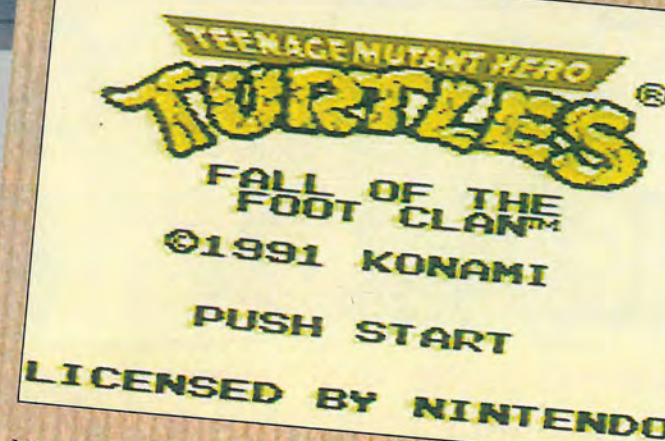 TEENAGE MUTANT HERO
TURTLES®
FALL OF THE
FOOT CLAN™
©1991 KONAMI
PUSH START
LICENSED BY NINTENDO